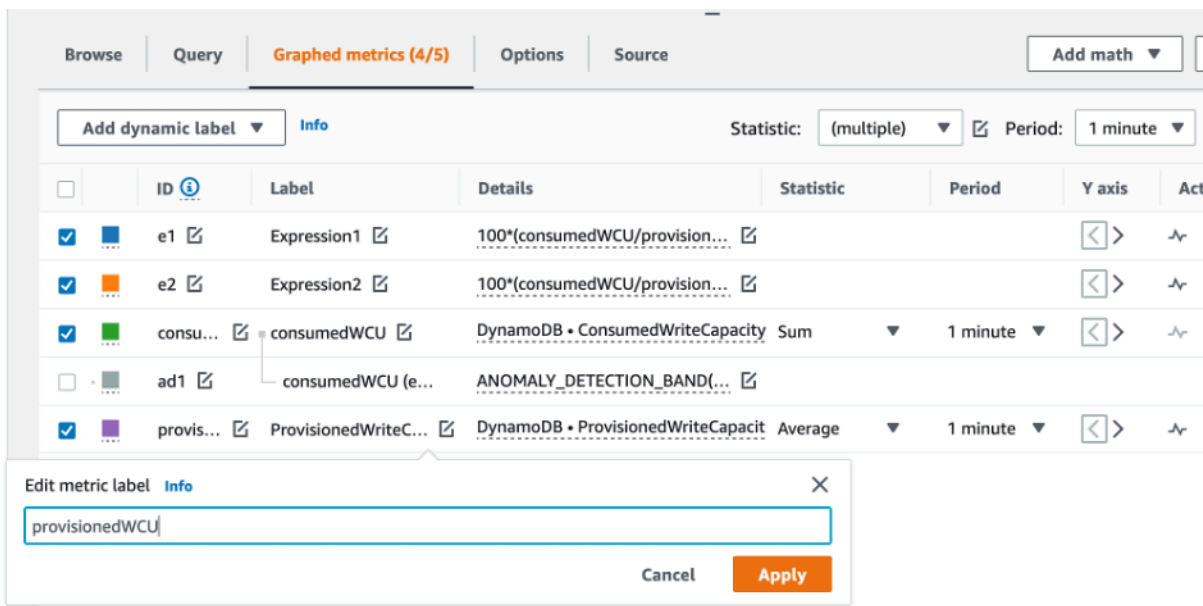 Browse Query Graphed metrics (4/5) Options Source Add math
Add dynamic label Info Statistic: (multiple) Period: 1 minute
ID Label Details Statistic Period Y axis Act
e1 Expression1 100*(consumedWCU/provision...
e2 Expression2 100*(consumedWCU/provision...
consu... consumedWCU DynamoDB • ConsumedWriteCapacity Sum 1 minute
ad1 consumedWCU (e... ANOMALY_DETECTION_BAND(...
provis... ProvisionedWriteC... DynamoDB • ProvisionedWriteCapacit Average 1 minute
Edit metric label Info
provisionedWCU
Cancel Apply